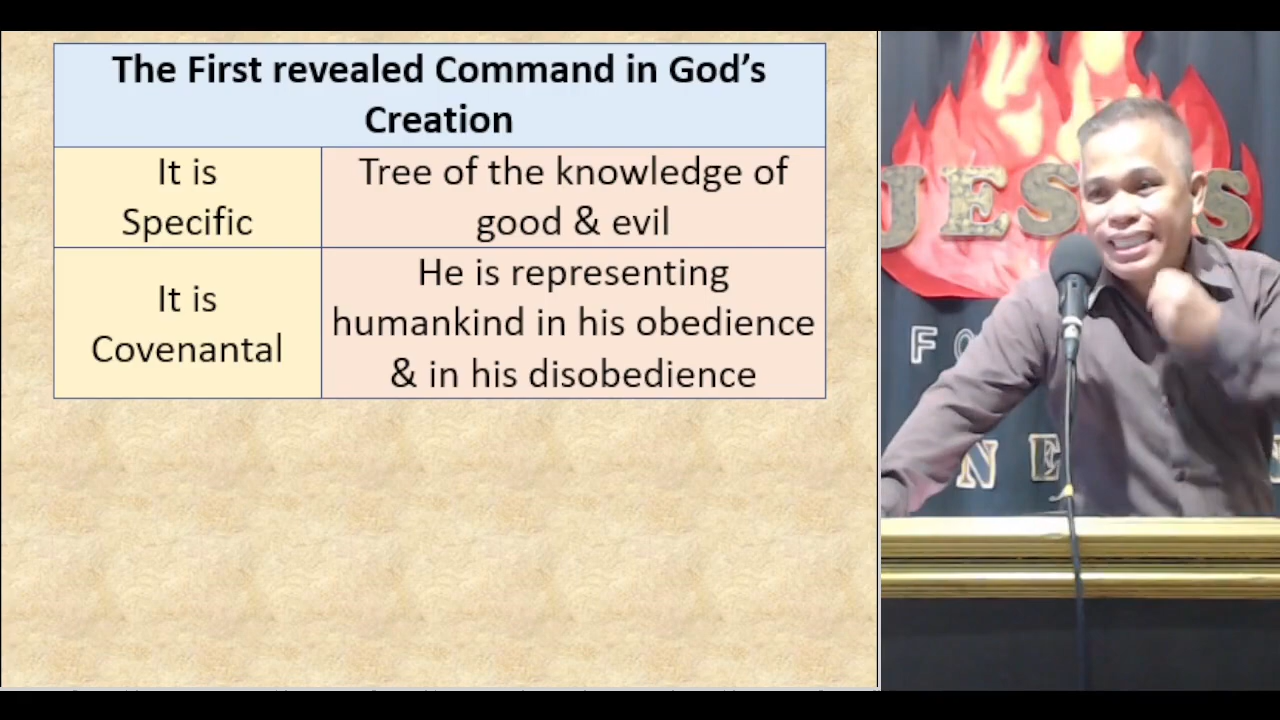 The First revealed Command in God’s
Creation
It is
Specific
Tree of the knowledge of
good & evil
It is
Covenantal
He is representing
humankind in his obedience
& in his disobedience
JES S